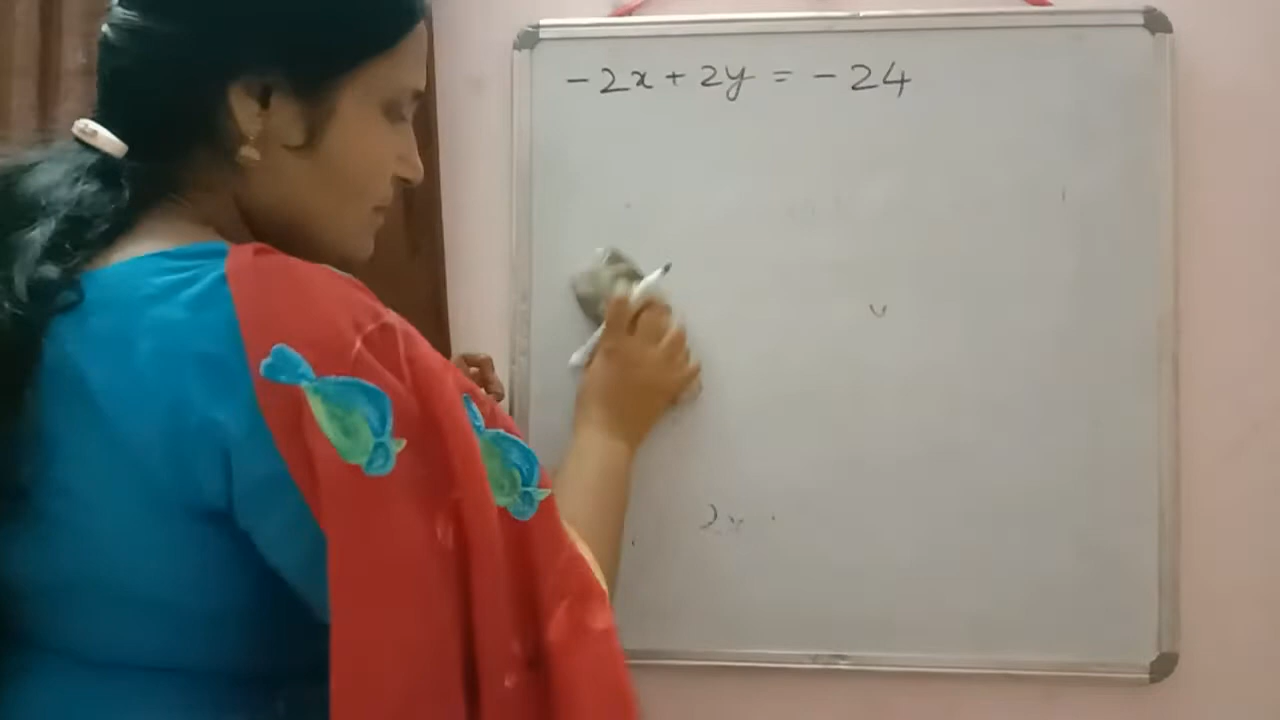 -2x + 2y = -24